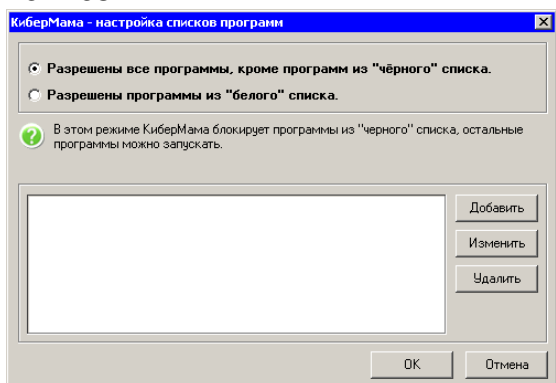 КиберМама - настройка списков программ
Разрешены все программы, кроме программ из "чёрного" списка.
Разрешены программы из "белого" списка.
В этом режиме КиберМама блокирует программы из "черного" списка, остальные
программы можно запускать.
Добавить
Изменить
Удалить
OK
Отмена